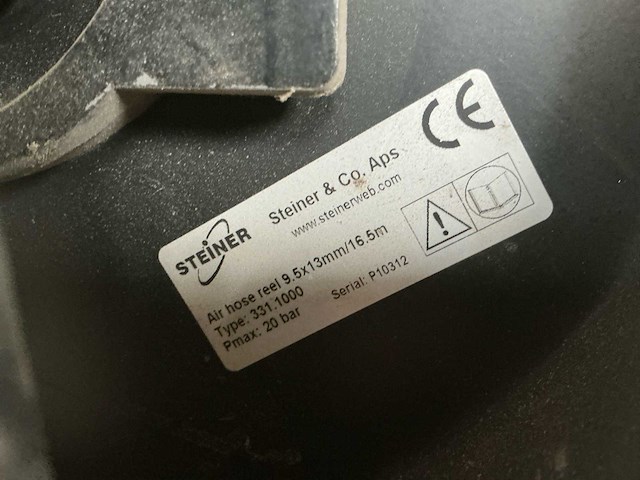 STEINER
Steiner & Co. Aps
www.steinerweb.com
CE
Air hose reel 9.5x13mm/16.5m
Type: 331.1000
Pmax: 20 bar
Serial: P10312